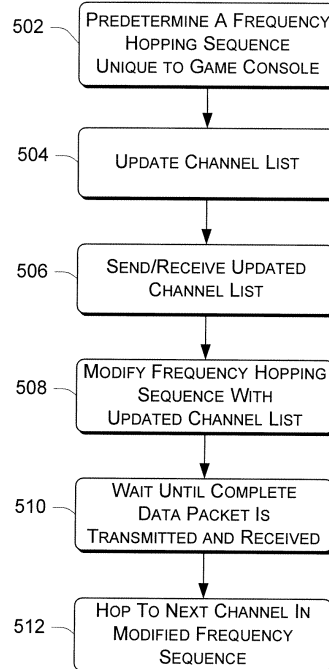 502
PREDETERMINE A FREQUENCY
HOPPING SEQUENCE
UNIQUE TO GAME CONSOLE
504
UPDATE CHANNEL LIST
506
SEND/RECEIVE UPDATED
CHANNEL LIST
508
MODIFY FREQUENCY HOPPING
SEQUENCE WITH
UPDATED CHANNEL LIST
510
WAIT UNTIL COMPLETE
DATA PACKET IS
TRANSMITTED AND RECEIVED
512
HOP TO NEXT CHANNEL IN
MODIFIED FREQUENCY
SEQUENCE